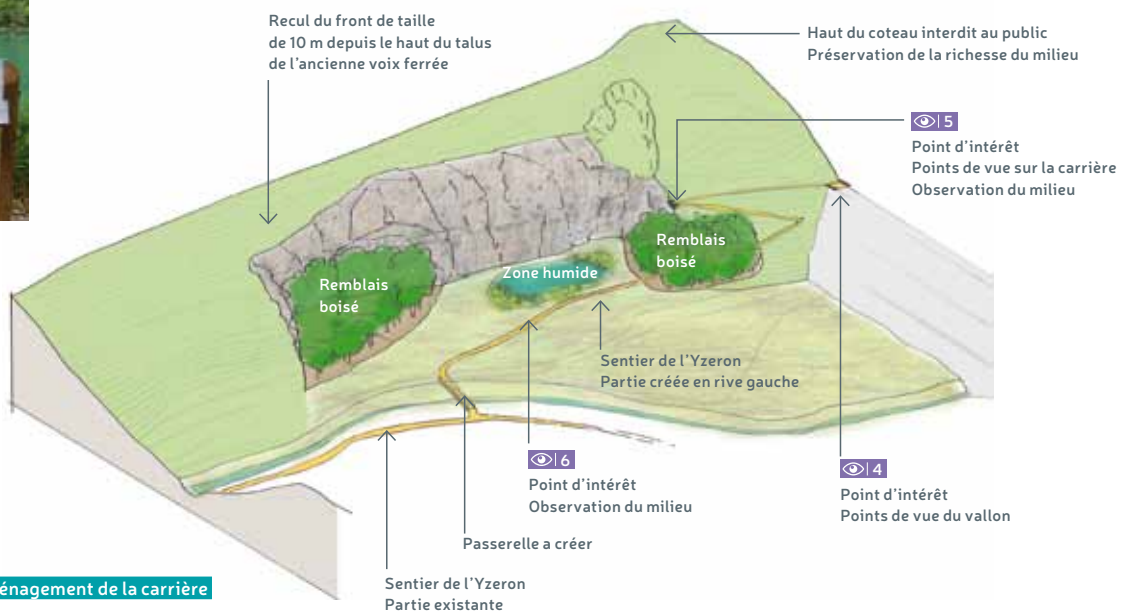 Recul du front de taille
de 10 m depuis le haut du talus
de l'ancienne voix ferrée
Haut du coteau interdit au public
Préservation de la richesse du milieu
5
Point d'intérêt
Points de vue sur la carrière
Observation du milieu
Remblais
boisé
Zone humide
Remblais
boisé
Sentier de l'Yzeron
Partie créée en rive gauche
6
Point d'intérêt
Observation du milieu
4
Point d'intérêt
Points de vue du vallon
Passerelle a créer
Sentier de l'Yzeron
Partie existante
énagement de la carrière